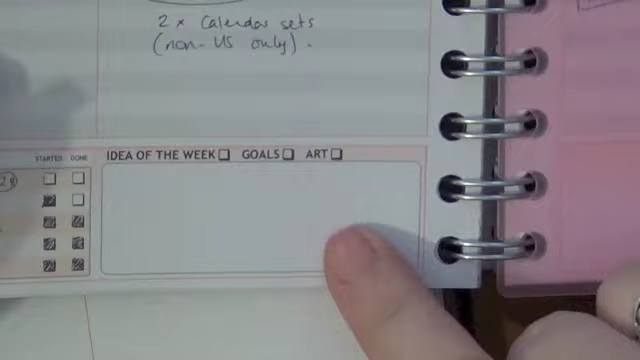 2 x Calendar sets
(non-US only).
STARTED DONE
IDEA OF THE WEEK GOALS ART